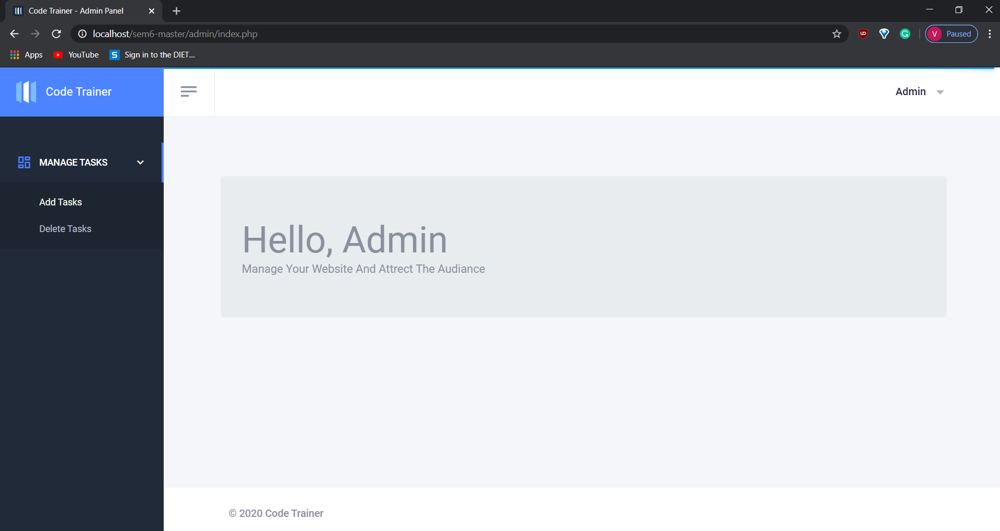 Code Trainer - Admin Panel
localhost/sem6-master/admin/index.php
V Paused
Apps YouTube S Sign in to the DIET...
Code Trainer
Admin
MANAGE TASKS
Add Tasks
Delete Tasks
Hello, Admin
Manage Your Website And Attrect The Audiance
© 2020 Code Trainer